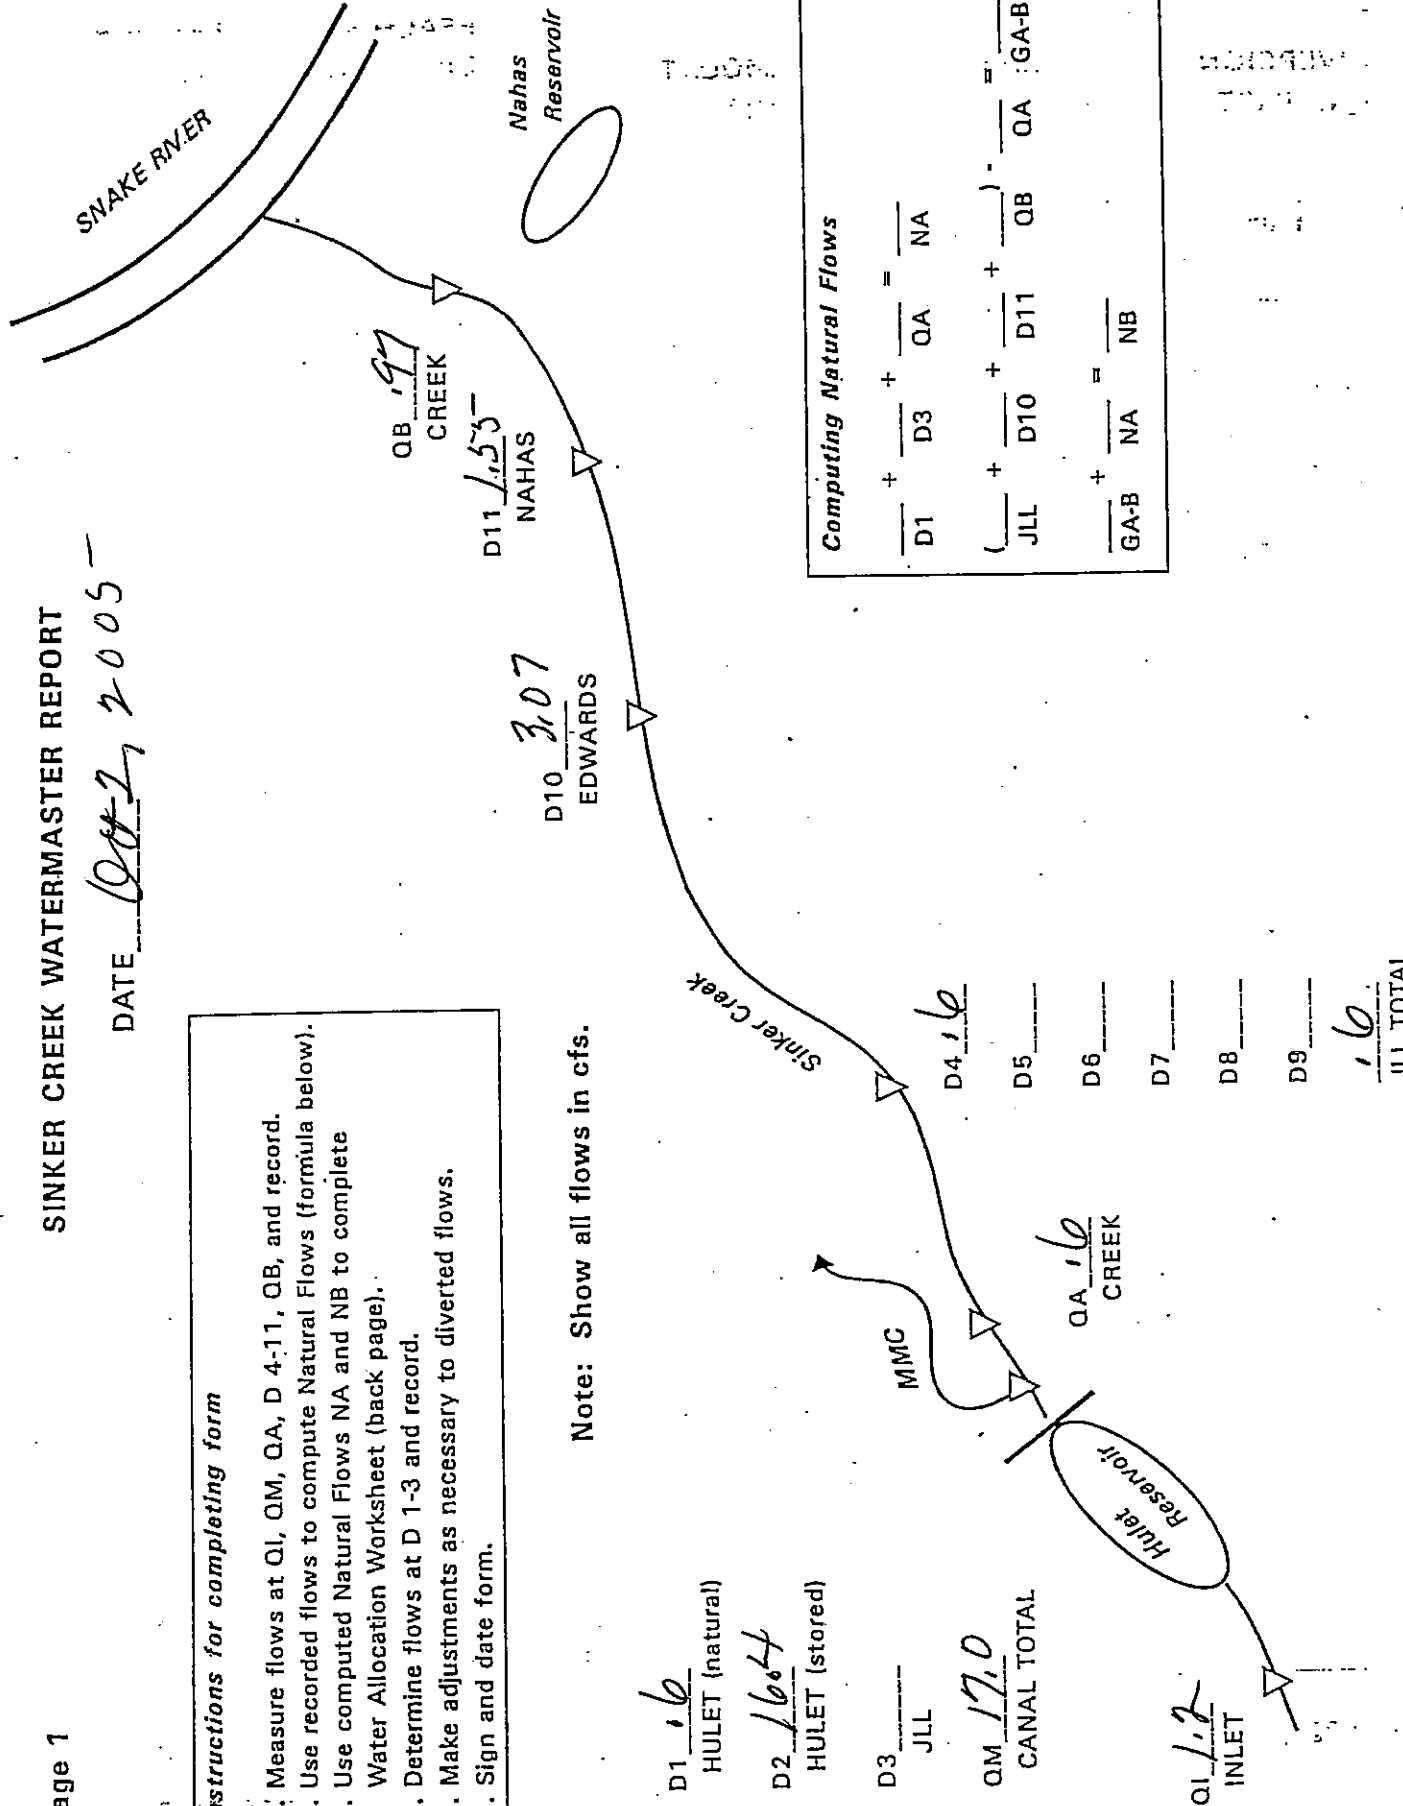 age 1
SINKER CREEK WATERMASTER REPORT
DATE Oct 2, 2005
structions for completing form
. Measure flows at QI, QM, QA, D 4-11, QB, and record.
. Use recorded flows to compute Natural Flows (formula below).
. Use computed Natural Flows NA and NB to complete
Water Allocation Worksheet (back page).
. Determine flows at D 1-3 and record.
. Make adjustments as necessary to diverted flows.
. Sign and date form.
Note: Show all flows in cfs.
SNAKE RIVER
Nahas
Reservoir
QB .97
CREEK
D11 1.55
NAHAS
D10 3.07
EDWARDS
Sinker Creek
MMC
Hulet
Reservoir
D1 .6
HULET (natural)
D2 16.4
HULET (stored)
D3
JLL
QM 17.0
CANAL TOTAL
QI 1.2
INLET
QA .6
CREEK
D4 .6
D5
D6
D7
D8
D9
.6
JLL TOTAL
Computing Natural Flows
+ + =
D1 D3 QA NA
( + + + ) - =
JLL D10 D11 QB QA GA-B
+ =
GA-B NA NB